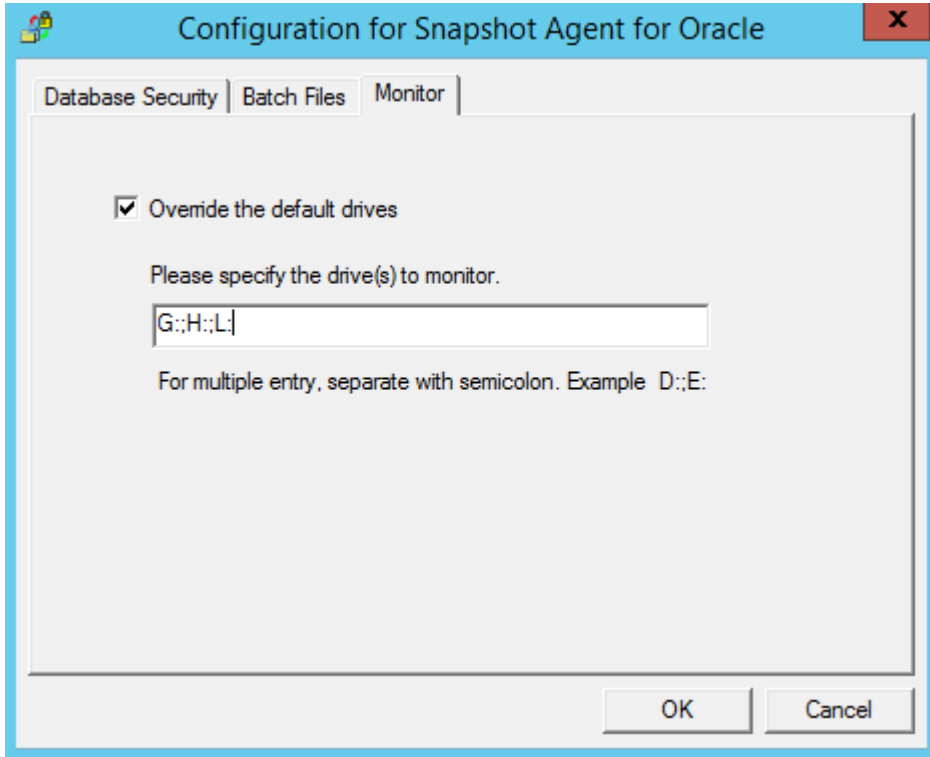 Configuration for Snapshot Agent for Oracle
x
Database Security Batch Files Monitor
Override the default drives
Please specify the drive(s) to monitor.
G:;H:;L:
For multiple entry, separate with semicolon. Example D:;E:
OK Cancel